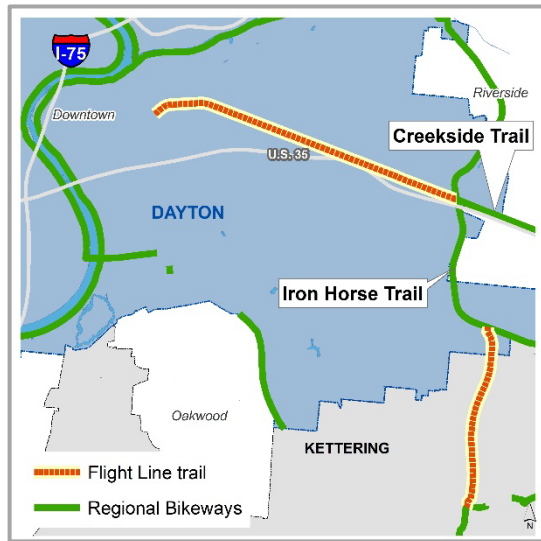 I-75
Downtown
Riverside
Creekside Trail
U.S. 35
DAYTON
Iron Horse Trail
Oakwood
KETTERING
Flight Line trail
Regional Bikeways
N